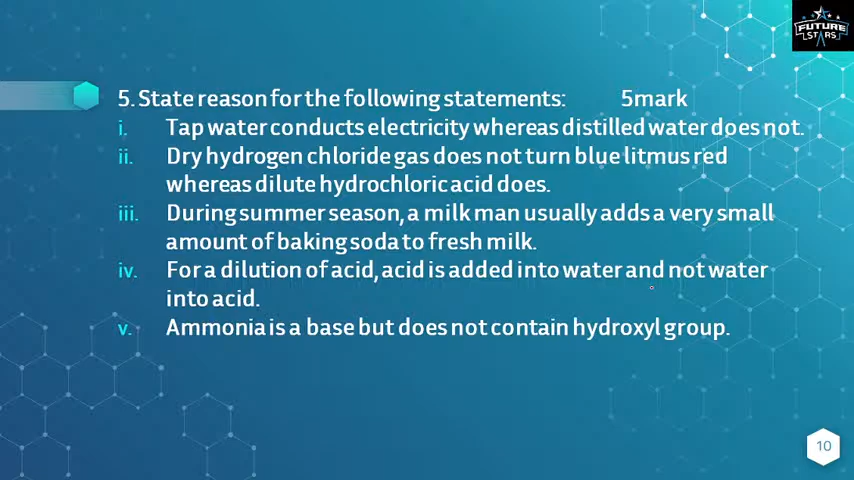 FUTURE
STARS
5. State reason for the following statements: 5mark
i. Tap water conducts electricity whereas distilled water does not.
ii. Dry hydrogen chloride gas does not turn blue litmus red
whereas dilute hydrochloric acid does.
iii. During summer season, a milk man usually adds a very small
amount of baking soda to fresh milk.
iv. For a dilution of acid, acid is added into water and not water
into acid.
v. Ammonia is a base but does not contain hydroxyl group.
10